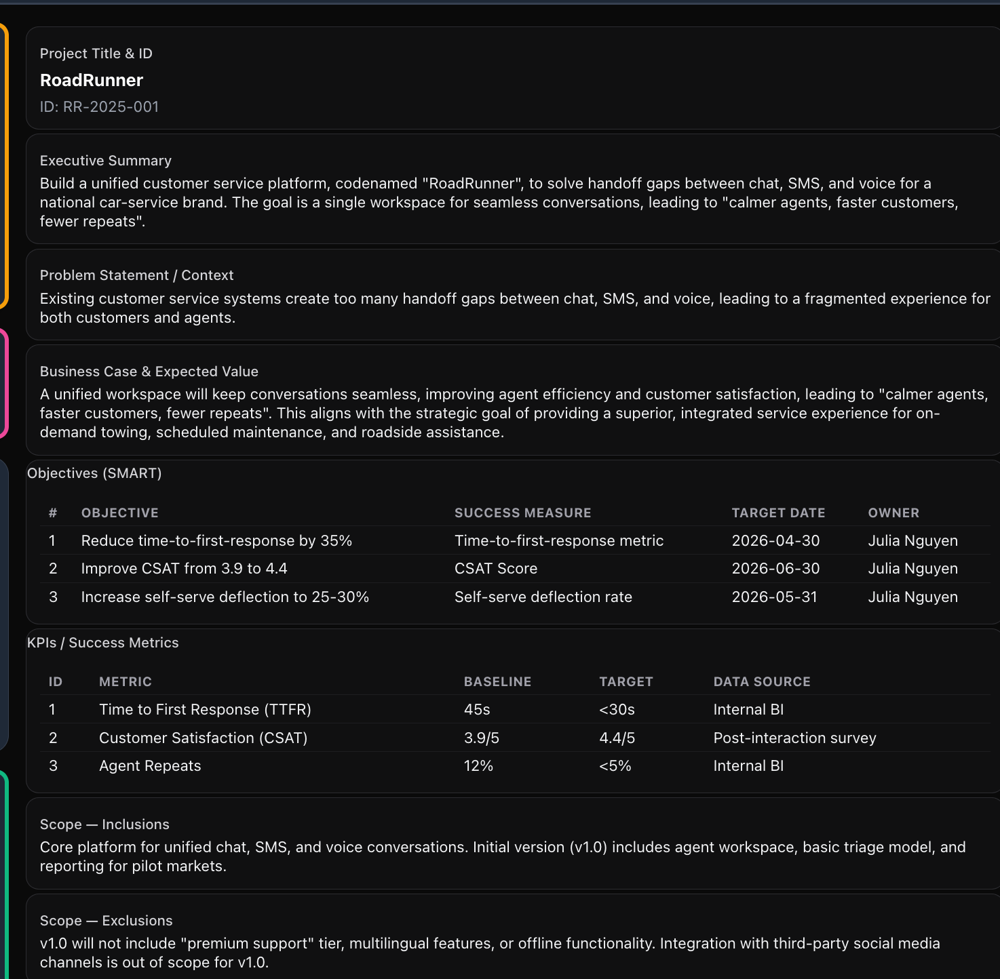 Project Title & ID
RoadRunner
ID: RR-2025-001
Executive Summary
Build a unified customer service platform, codenamed "RoadRunner", to solve handoff gaps between chat, SMS, and voice for a
national car-service brand. The goal is a single workspace for seamless conversations, leading to "calmer agents, faster customers,
fewer repeats".
Problem Statement / Context
Existing customer service systems create too many handoff gaps between chat, SMS, and voice, leading to a fragmented experience for
both customers and agents.
Business Case & Expected Value
A unified workspace will keep conversations seamless, improving agent efficiency and customer satisfaction, leading to "calmer agents,
faster customers, fewer repeats". This aligns with the strategic goal of providing a superior, integrated service experience for on-
demand towing, scheduled maintenance, and roadside assistance.
Objectives (SMART)
# OBJECTIVE SUCCESS MEASURE TARGET DATE OWNER
1 Reduce time-to-first-response by 35% Time-to-first-response metric 2026-04-30 Julia Nguyen
2 Improve CSAT from 3.9 to 4.4 CSAT Score 2026-06-30 Julia Nguyen
3 Increase self-serve deflection to 25-30% Self-serve deflection rate 2026-05-31 Julia Nguyen
KPIs / Success Metrics
ID METRIC BASELINE TARGET DATA SOURCE
1 Time to First Response (TTFR) 45s <30s Internal BI
2 Customer Satisfaction (CSAT) 3.9/5 4.4/5 Post-interaction survey
3 Agent Repeats 12% <5% Internal BI
Scope — Inclusions
Core platform for unified chat, SMS, and voice conversations. Initial version (v1.0) includes agent workspace, basic triage model, and
reporting for pilot markets.
Scope — Exclusions
v1.0 will not include "premium support" tier, multilingual features, or offline functionality. Integration with third-party social media
channels is out of scope for v1.0.